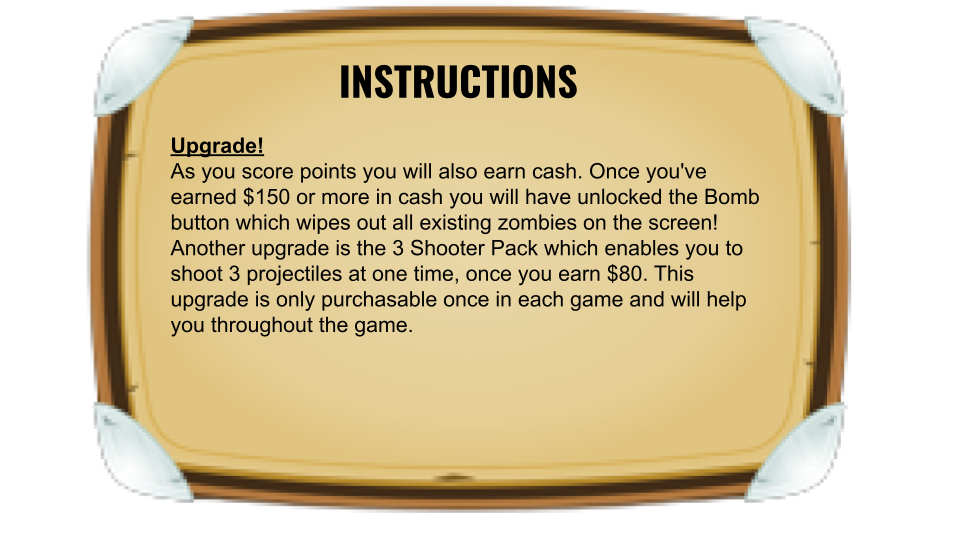 INSTRUCTIONS
Upgrade!
As you score points you will also earn cash. Once you've
earned $150 or more in cash you will have unlocked the Bomb
button which wipes out all existing zombies on the screen!
Another upgrade is the 3 Shooter Pack which enables you to
shoot 3 projectiles at one time, once you earn $80. This
upgrade is only purchasable once in each game and will help
you throughout the game.